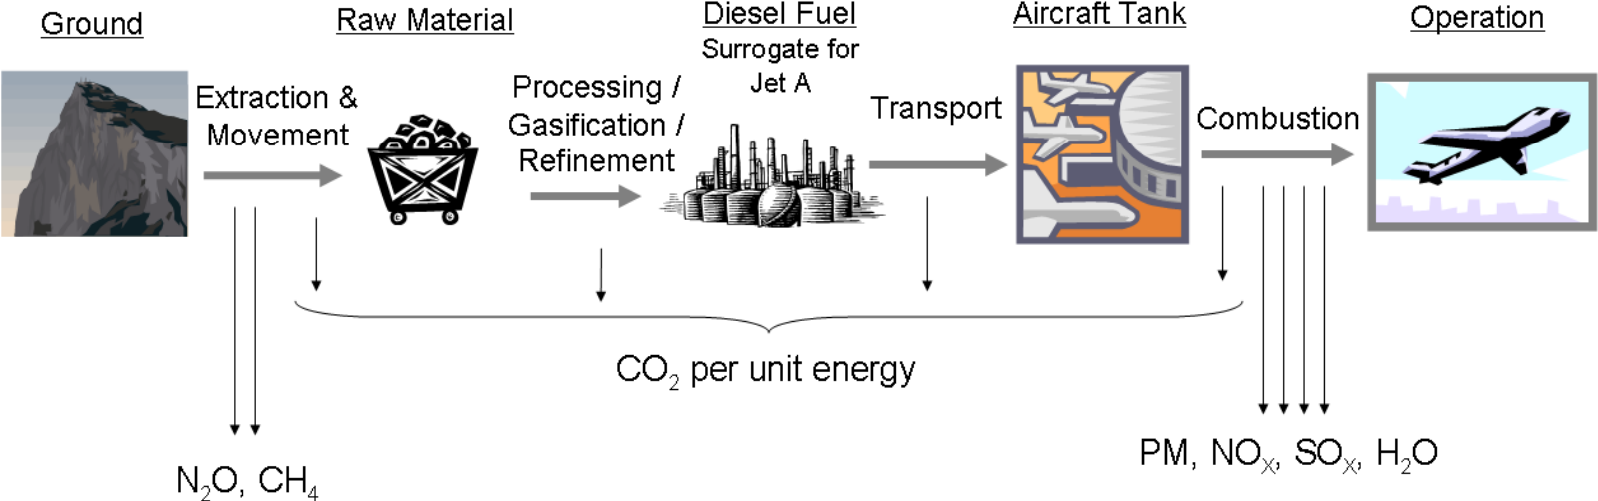 Ground
Raw Material
Diesel Fuel
Surrogate for
Jet A
Aircraft Tank
Operation
Extraction &
Movement
Processing /
Gasification /
Refinement
Transport
Combustion
CO₂ per unit energy
N₂O, CH₄
PM, NOₓ, SOₓ, H₂O